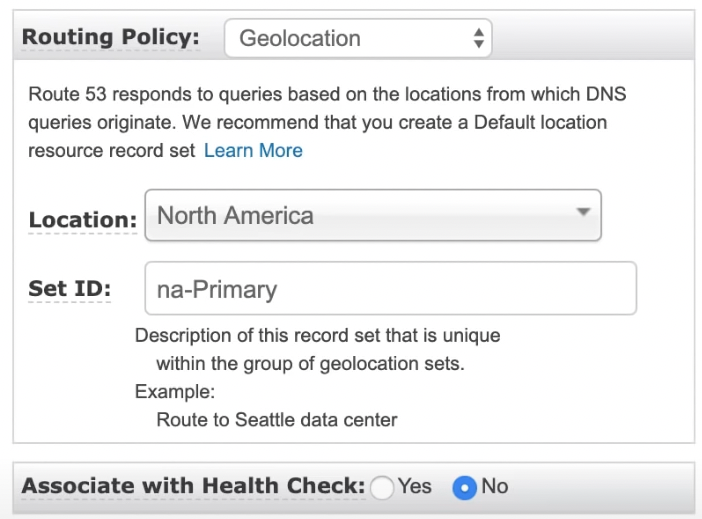 Routing Policy: Geolocation
Route 53 responds to queries based on the locations from which DNS
queries originate. We recommend that you create a Default location
resource record set Learn More
Location: North America
Set ID: na-Primary
Description of this record set that is unique
within the group of geolocation sets.
Example:
Route to Seattle data center
Associate with Health Check: Yes No